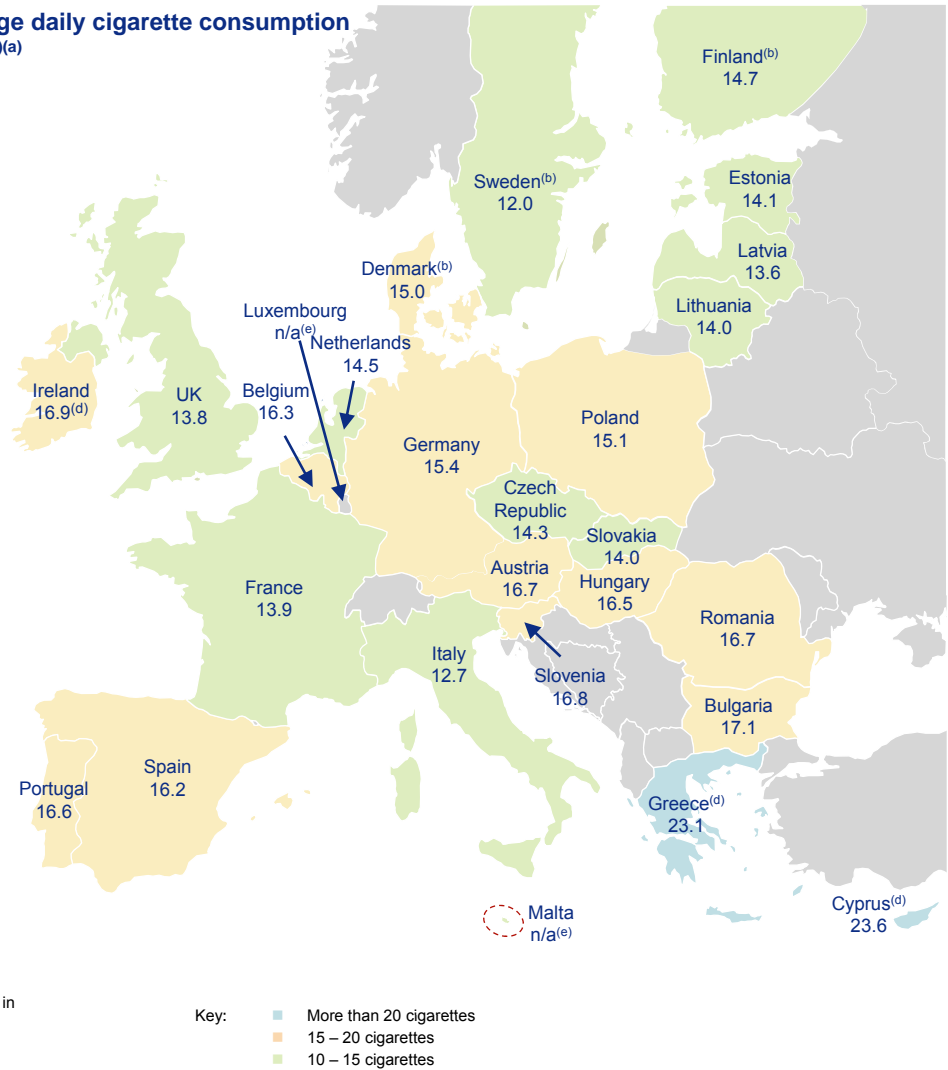 ge daily cigarette consumption
)(a)
Finland(b)
14.7
Sweden(b)
12.0
Estonia
14.1
Latvia
13.6
Lithuania
14.0
Denmark(b)
15.0
Luxembourg
n/a(e)
Netherlands
14.5
Ireland
16.9(d)
UK
13.8
Belgium
16.3
Germany
15.4
Poland
15.1
Czech
Republic
14.3
Slovakia
14.0
Austria
16.7
Hungary
16.5
France
13.9
Romania
16.7
Italy
12.7
Slovenia
16.8
Bulgaria
17.1
Spain
16.2
Portugal
16.6
Greece(d)
23.1
Cyprus(d)
23.6
Malta
n/a(e)
in
Key:
More than 20 cigarettes
15 – 20 cigarettes
10 – 15 cigarettes